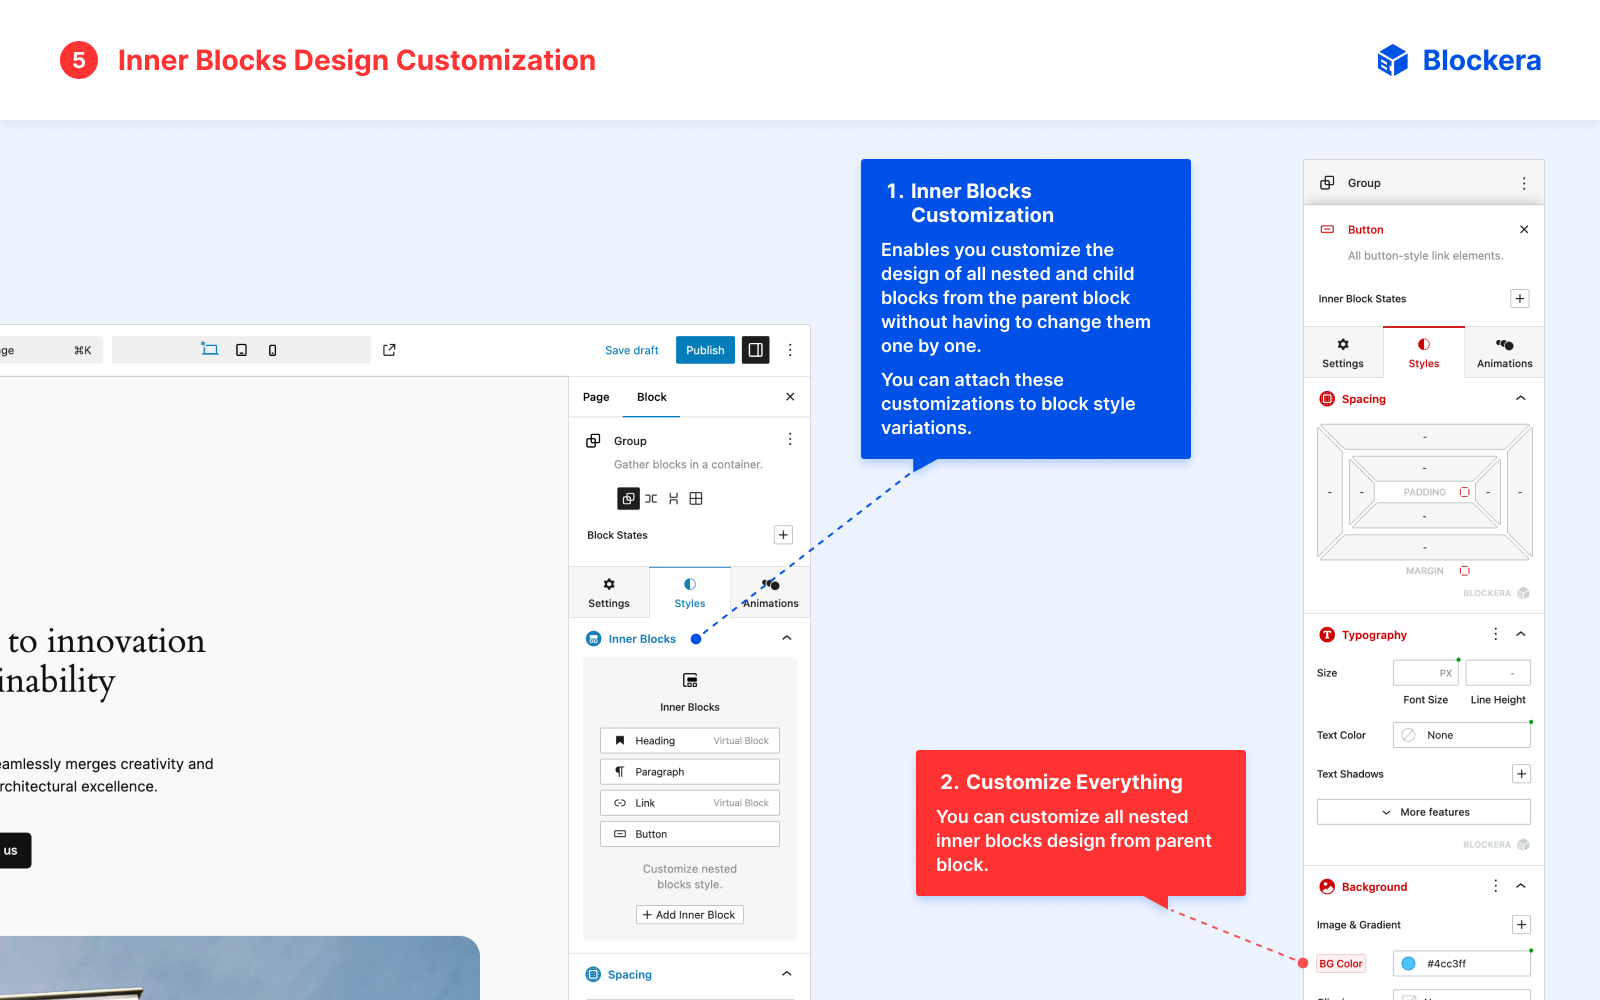 5 Inner Blocks Design Customization
Blockera
1. Inner Blocks
Customization
Enables you customize the
design of all nested and child
blocks from the parent block
without having to change them
one by one.
You can attach these
customizations to block style
variations.
ge ⌘K
Save draft
Publish
Page Block
Group
Gather blocks in a container.
Block States
Settings Styles Animations
Inner Blocks
Inner Blocks
Heading Virtual Block
Paragraph
Link Virtual Block
Button
Customize nested
blocks style.
+ Add Inner Block
Spacing
to innovation
inability
eamlessly merges creativity and
rchitectural excellence.
us
2. Customize Everything
You can customize all nested
inner blocks design from parent
block.
Group
Button
All button-style link elements.
Inner Block States
Settings Styles Animations
Spacing
-
-
- - PADDING - -
-
-
MARGIN
BLOCKERA
Typography
Size PX -
Font Size Line Height
Text Color None
Text Shadows
More features
BLOCKERA
Background
Image & Gradient
BG Color #4cc3ff